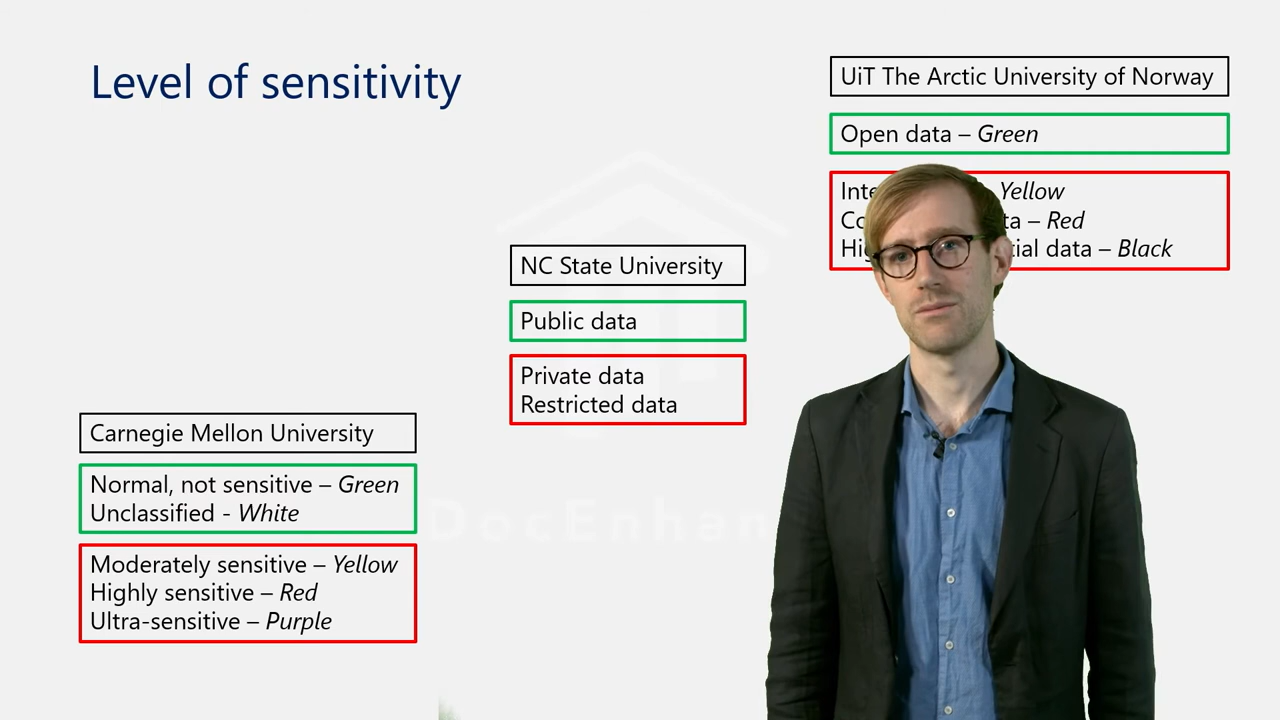 Level of sensitivity
UiT The Arctic University of Norway
Open data – Green
Yellow
– Red
data – Black
NC State University
Public data
Private data
Restricted data
Carnegie Mellon University
Normal, not sensitive – Green
Unclassified - White
Moderately sensitive – Yellow
Highly sensitive – Red
Ultra-sensitive – Purple